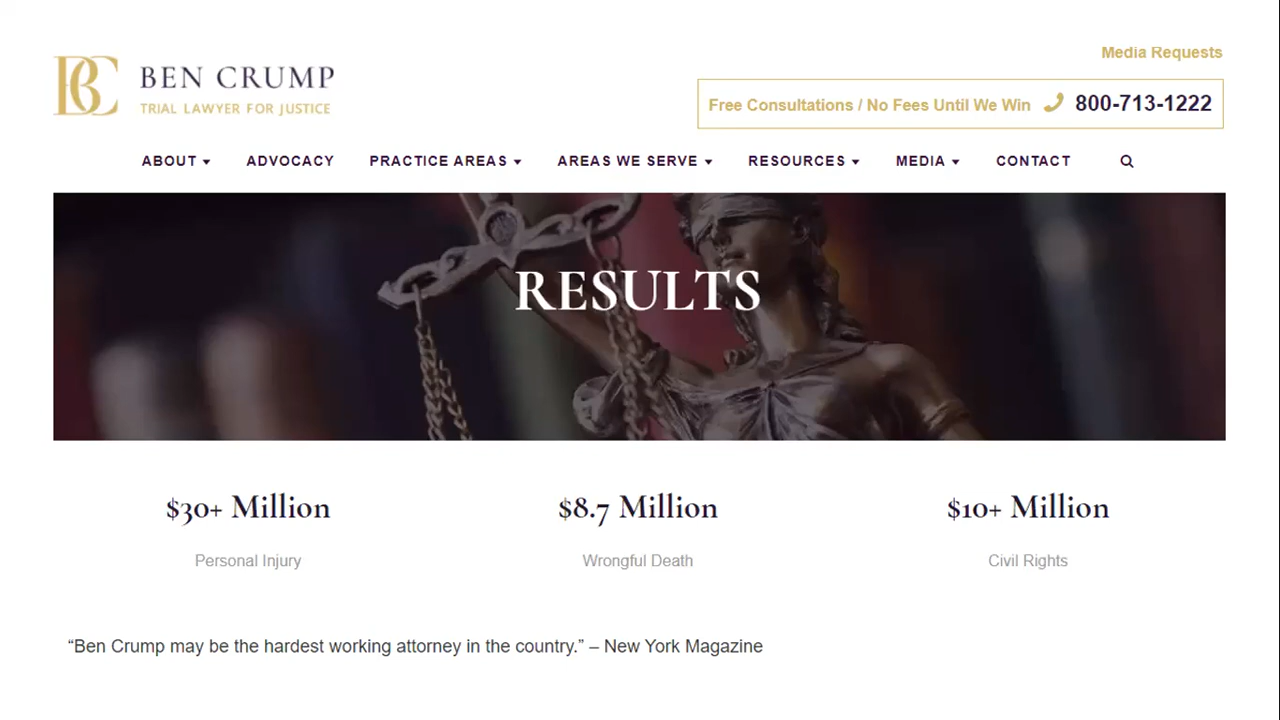 Media Requests
BC BEN CRUMP
TRIAL LAWYER FOR JUSTICE
Free Consultations / No Fees Until We Win 800-713-1222
ABOUT ADVOCACY PRACTICE AREAS AREAS WE SERVE RESOURCES MEDIA CONTACT
RESULTS
$30+ Million $8.7 Million $10+ Million
Personal Injury Wrongful Death Civil Rights
“Ben Crump may be the hardest working attorney in the country.” – New York Magazine